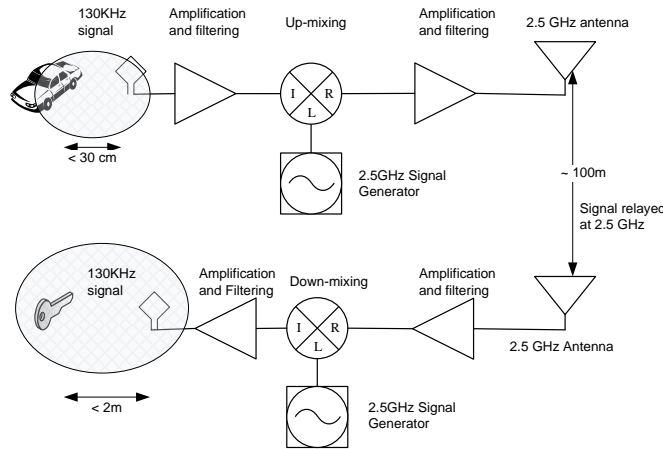 130KHz
signal
Amplification
and filtering
Up-mixing
Amplification
and filtering
2.5 GHz antenna
I
R
L
< 30 cm
2.5GHz Signal
Generator
~ 100m
Signal relayed
at 2.5 GHz
130KHz
signal
Amplification
and Filtering
Down-mixing
Amplification
and filtering
I
R
L
2.5 GHz Antenna
< 2m
2.5GHz Signal
Generator